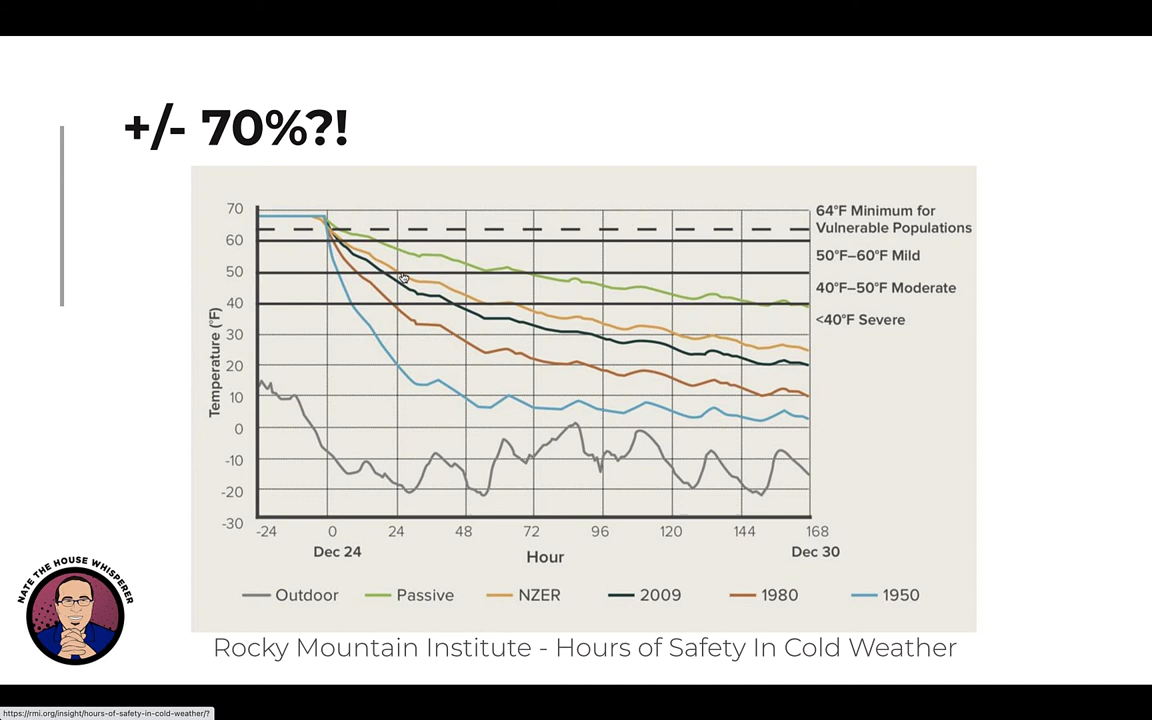 +/- 70%?!
70
60
50
40
30
20
10
0
-10
-20
-30
Temperature (°F)
64°F Minimum for
Vulnerable Populations
50°F–60°F Mild
40°F–50°F Moderate
<40°F Severe
-24 0 24 48 72 96 120 144 168
Dec 24 Dec 30
Hour
Outdoor Passive NZER 2009 1980 1950
NATE THE HOUSE WHISPERER
Rocky Mountain Institute - Hours of Safety In Cold Weather
https://rmi.org/insight/hours-of-safety-in-cold-weather/?